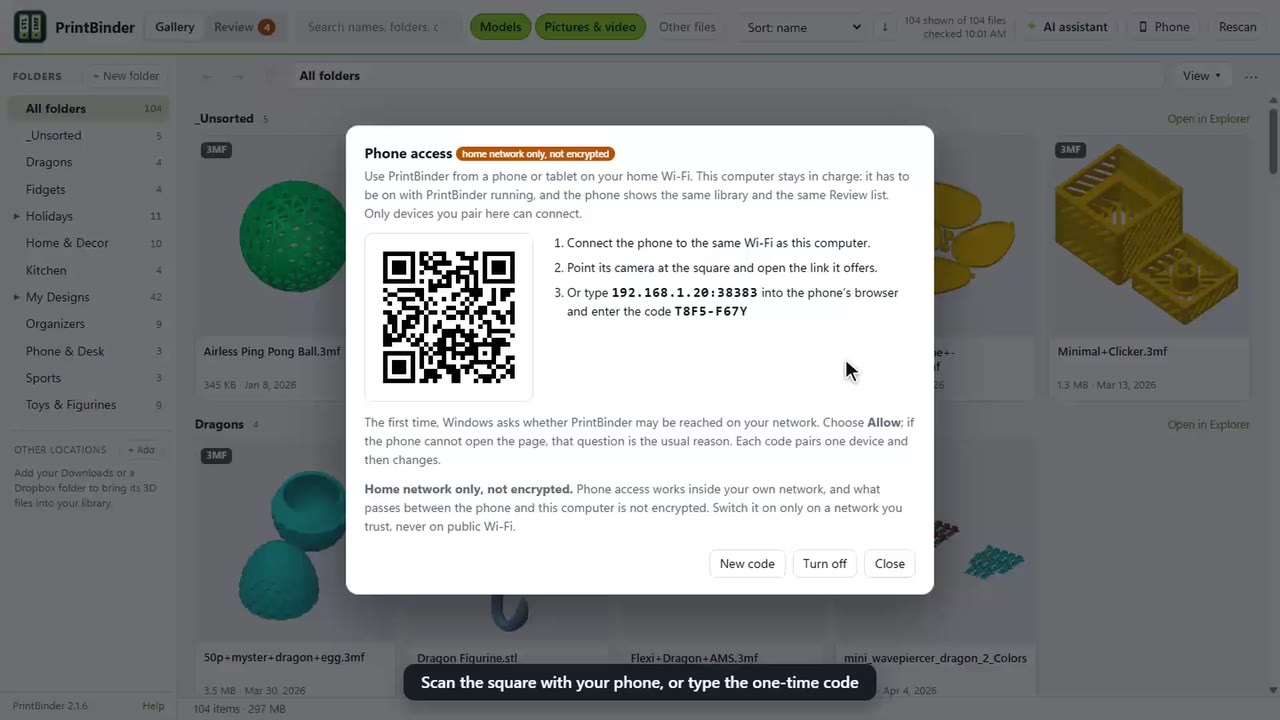 PrintBinder
Gallery
Review 4
Search names, folders, c
Models
Pictures & video
Other files
Sort: name
104 shown of 104 files
checked 10:01 AM
AI assistant
Phone
Rescan
FOLDERS
+ New folder
All folders 104
_Unsorted 5
Dragons 4
Fidgets 4
Holidays 11
Home & Decor 10
Kitchen 4
My Designs 42
Organizers 9
Phone & Desk 3
Sports 3
Toys & Figurines 9
OTHER LOCATIONS
+ Add
Add your Downloads or a
Dropbox folder to bring its 3D
files into your library.
PrintBinder 2.1.6
Help
All folders
View
_Unsorted 5
Open in Explorer
3MF
Airless Ping Pong Ball.3mf
345 KB · Jan 8, 2026
3MF
Minimal+Clicker.3mf
1.3 MB · Mar 13, 2026
Dragons 4
Open in Explorer
3MF
50p+myster+dragon+egg.3mf
3.5 MB · Mar 30, 2026
Dragon Figurine.stl
Flexi+Dragon+AMS.3mf
mini_wavepiercer_dragon_2_Colors
Apr 4, 2026
104 items · 297 MB
Phone access
home network only, not encrypted
Use PrintBinder from a phone or tablet on your home Wi-Fi. This computer stays in charge: it has to
be on with PrintBinder running, and the phone shows the same library and the same Review list.
Only devices you pair here can connect.
1. Connect the phone to the same Wi-Fi as this computer.
2. Point its camera at the square and open the link it offers.
3. Or type 192.168.1.20:38383 into the phone's browser
and enter the code T8F5-F67Y
The first time, Windows asks whether PrintBinder may be reached on your network. Choose Allow; if
the phone cannot open the page, that question is the usual reason. Each code pairs one device and
then changes.
Home network only, not encrypted. Phone access works inside your own network, and what
passes between the phone and this computer is not encrypted. Switch it on only on a network you
trust, never on public Wi-Fi.
New code
Turn off
Close
Scan the square with your phone, or type the one-time code